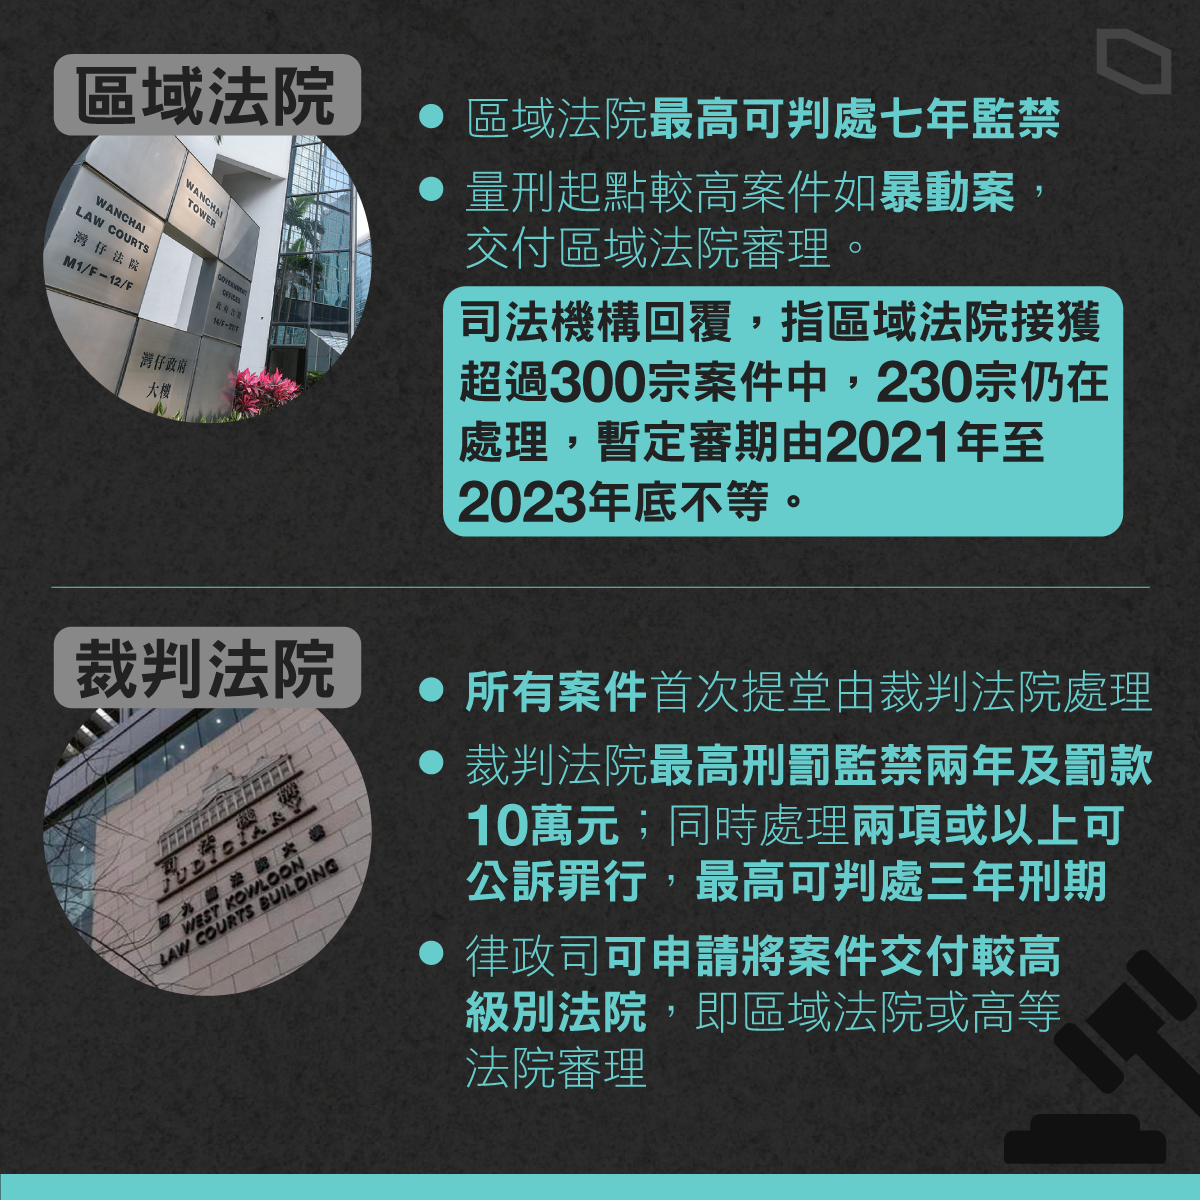 區域法院
WANCHAI
LAW COURTS
灣仔法院
M1/F-12/F
WANCHAI
TOWER
GOVERNMENT
OFFICES
灣仔政府
大樓
區域法院最高可判處七年監禁
量刑起點較高案件如暴動案，
交付區域法院審理。
司法機構回覆，指區域法院接獲
超過300宗案件中，230宗仍在
處理，暫定審期由2021年至
2023年底不等。
裁判法院
司法機構
JUDICIARY
西九龍法院大樓
WEST KOWLOON
LAW COURTS BUILDING
所有案件首次提堂由裁判法院處理
裁判法院最高刑罰監禁兩年及罰款
10萬元；同時處理兩項或以上可
公訴罪行，最高可判處三年刑期
律政司可申請將案件交付較高
級別法院，即區域法院或高等
法院審理